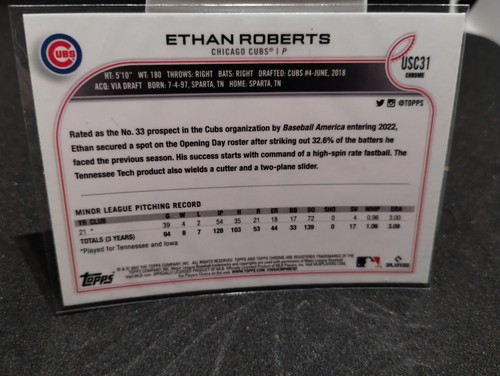 CUBS
ETHAN ROBERTS
CHICAGO CUBS | P
USC31
CHROME
HT: 5'10" WT: 180 THROWS: RIGHT BATS: RIGHT DRAFTED: CUBS #4-JUNE, 2018
ACQ: VIA DRAFT BORN: 7-4-97, SPARTA, TN HOME: SPARTA, TN
@TOPPS
Rated as the No. 33 prospect in the Cubs organization by Baseball America entering 2022,
Ethan secured a spot on the Opening Day roster after striking out 32.6% of the batters he
faced the previous season. His success starts with command of a high-spin rate fastball. The
Tennessee Tech product also wields a cutter and a two-plane slider.
MINOR LEAGUE PITCHING RECORD
YR CLUB G W L IP H R ER BB SO SHO SV WHIP ERA
21 * 39 4 2 54 35 21 18 17 72 0 4 0.96 3.00
TOTALS (3 YEARS) 94 8 7 128 103 53 44 33 139 0 17 1.06 3.09
*Played for Tennessee and Iowa
Topps